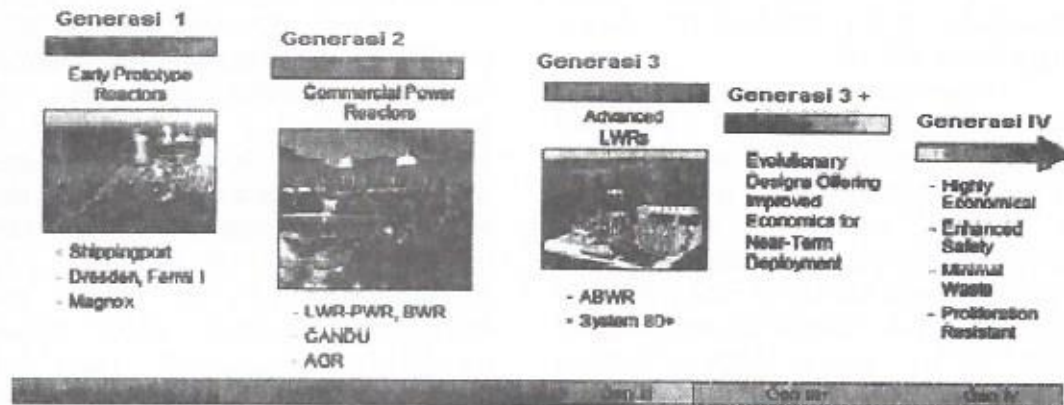 Generasi 1
Early Prototype
Reactors
- Shippingport
- Dresden, Fermi I
- Magnox
Generasi 2
Commercial Power
Reactors
- LWR-PWR, BWR
- CANDU
- AGR
Generasi 3
Advanced
LWRs
- ABWR
- System 80+
Generasi 3 +
Evolutionary
Designs Offering
Improved
Economics for
Near-Term
Deployment
Generasi IV
- Highly
Economical
- Enhanced
Safety
- Minimal
Waste
- Proliferation
Resistant
Gen III
Gen III+
Gen IV